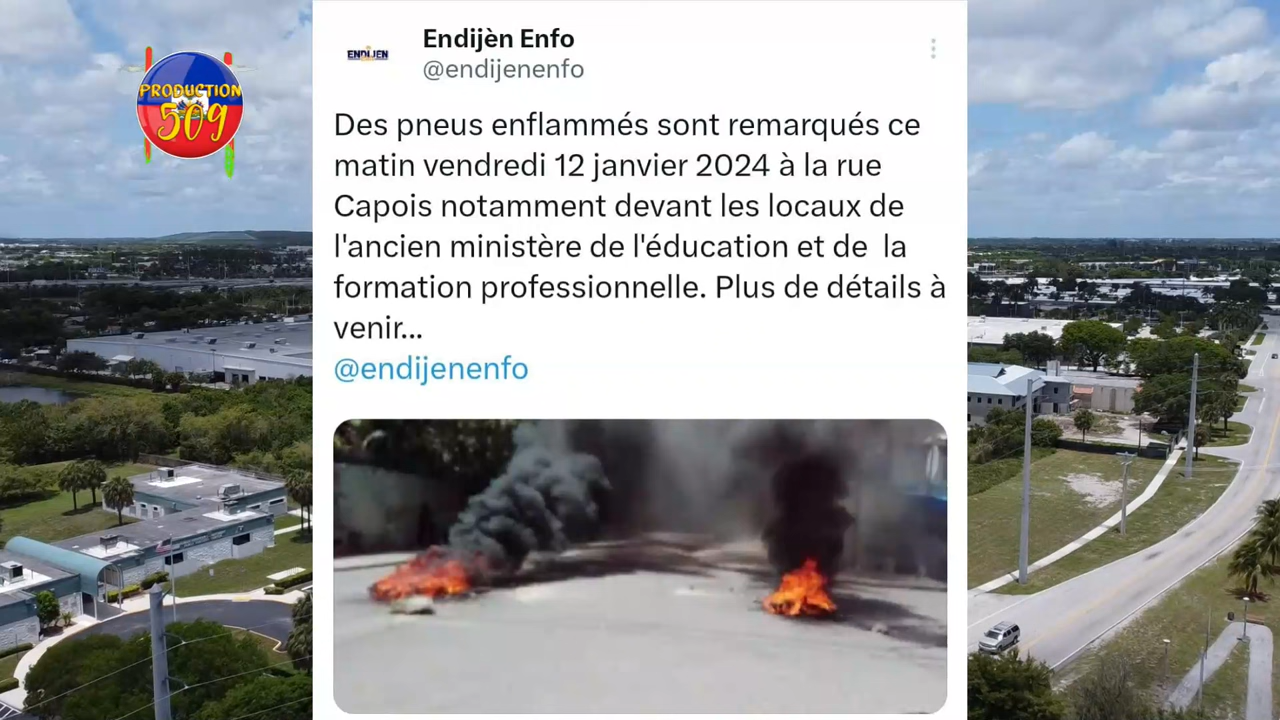 PRODUCTION
509
ENDIJEN
Endijèn Enfo
@endijenenfo
Des pneus enflammés sont remarqués ce
matin vendredi 12 janvier 2024 à la rue
Capois notamment devant les locaux de
l'ancien ministère de l'éducation et de la
formation professionnelle. Plus de détails à
venir...
@endijenenfo